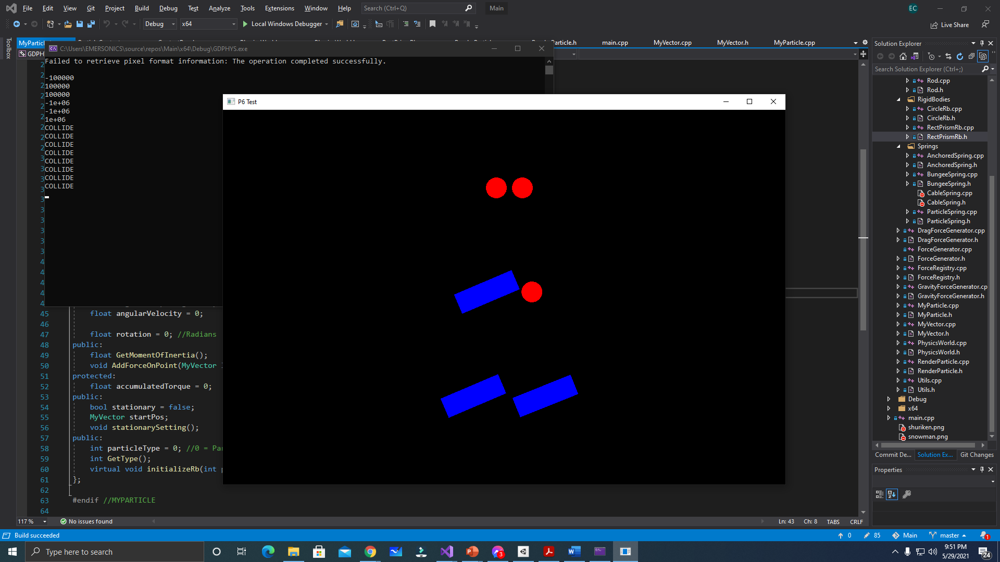 File Edit View Git Project Build Debug Test Analyze Tools Extensions Window Help Search (Ctrl+Q) Main EC
Debug x64 Local Windows Debugger Live Share
Toolbox
MyParticle.h main.cpp MyVector.cpp MyVector.h MyParticle.cpp
GDPH
C:\Users\EMERSONICS\source\repos\Main\x64\Debug\GDPHYS.exe
Failed to retrieve pixel format information: The operation completed successfully.
-100000
100000
100000
-1e+06
-1e+06
1e+06
COLLIDE
COLLIDE
COLLIDE
COLLIDE
COLLIDE
COLLIDE
COLLIDE
COLLIDE
P6 Test
45 float angularVelocity = 0;
46
47 float rotation = 0; //Radians
48 public:
49 float GetMomentOfInertia();
50 void AddForceOnPoint(MyVector
51 protected:
52 float accumulatedTorque = 0;
53 public:
54 bool stationary = false;
55 MyVector startPos;
56 void stationarySetting();
57 public:
58 int particleType = 0; //0 = Par
59 int GetType();
60 virtual void initializeRb(int
61 };
62
63 #endif //MYPARTICLE
64
117 % No issues found Ln: 43 Ch: 8 TABS CRLF
Solution Explorer
Search Solution Explorer (Ctrl+;)
Rod.cpp
Rod.h
RigidBodies
CircleRb.cpp
CircleRb.h
RectPrismRb.cpp
RectPrismRb.h
Springs
AnchoredSpring.cpp
AnchoredSpring.h
BungeeSpring.cpp
BungeeSpring.h
CableSpring.cpp
CableSpring.h
ParticleSpring.cpp
ParticleSpring.h
DragForceGenerator.cpp
DragForceGenerator.h
ForceGenerator.cpp
ForceGenerator.h
ForceRegistry.cpp
ForceRegistry.h
GravityForceGenerator.cp
GravityForceGenerator.h
MyParticle.cpp
MyParticle.h
MyVector.cpp
MyVector.h
PhysicsWorld.cpp
PhysicsWorld.h
RenderParticle.cpp
RenderParticle.h
Utils.cpp
Utils.h
Debug
x64
main.cpp
shuriken.png
snowman.png
Commit De... Solution Ex... Git Changes
Properties
Build succeeded 0 85 Main master 1
Type here to search 3 9:51 PM
5/29/2021 24